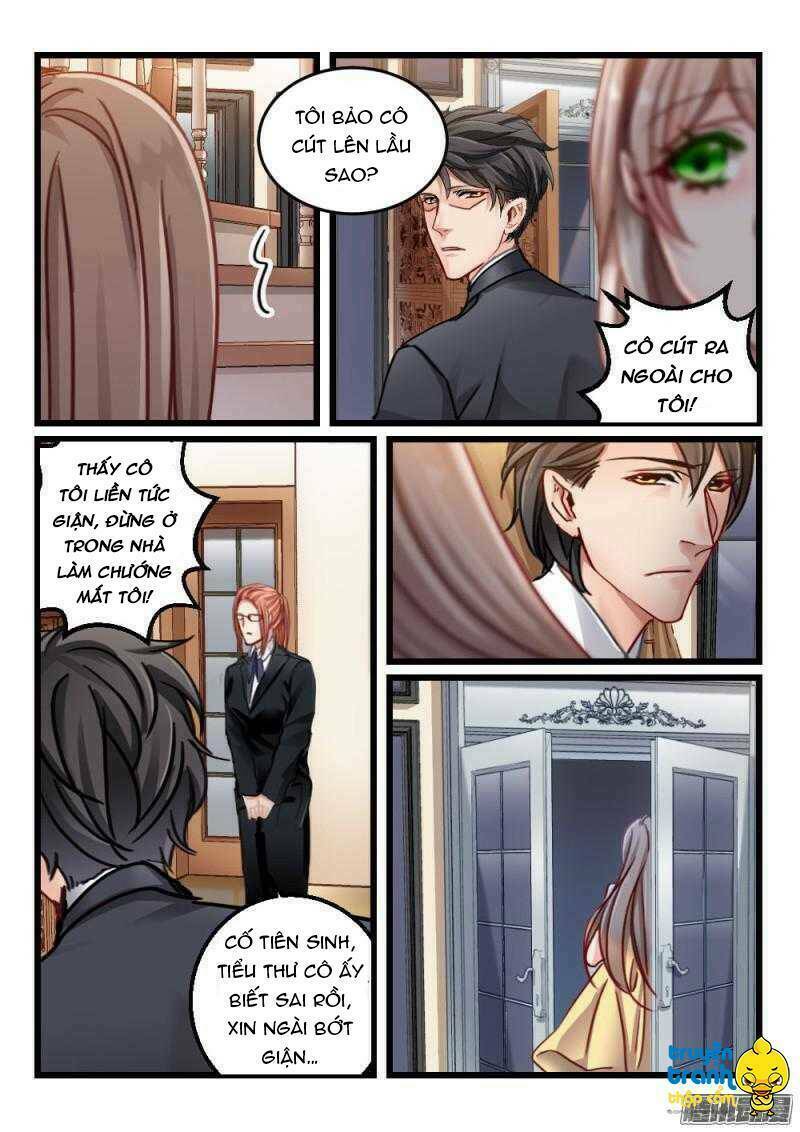 TÔI BẢO CÔ
CÚT LÊN LẦU
SAO?
CÔ CÚT RA
NGOÀI CHO
TÔI!
THẤY CÔ
TÔI LIỀN TỨC
GIẬN, ĐỪNG Ở
TRONG NHÀ
LÀM CHƯỚNG
MẮT TÔI!
CỐ TIÊN SINH,
TIỂU THƯ CÔ ẤY
BIẾT SAI RỒI,
XIN NGÀI BỚT
GIẬN...
truyện
tranh
thập cẩm